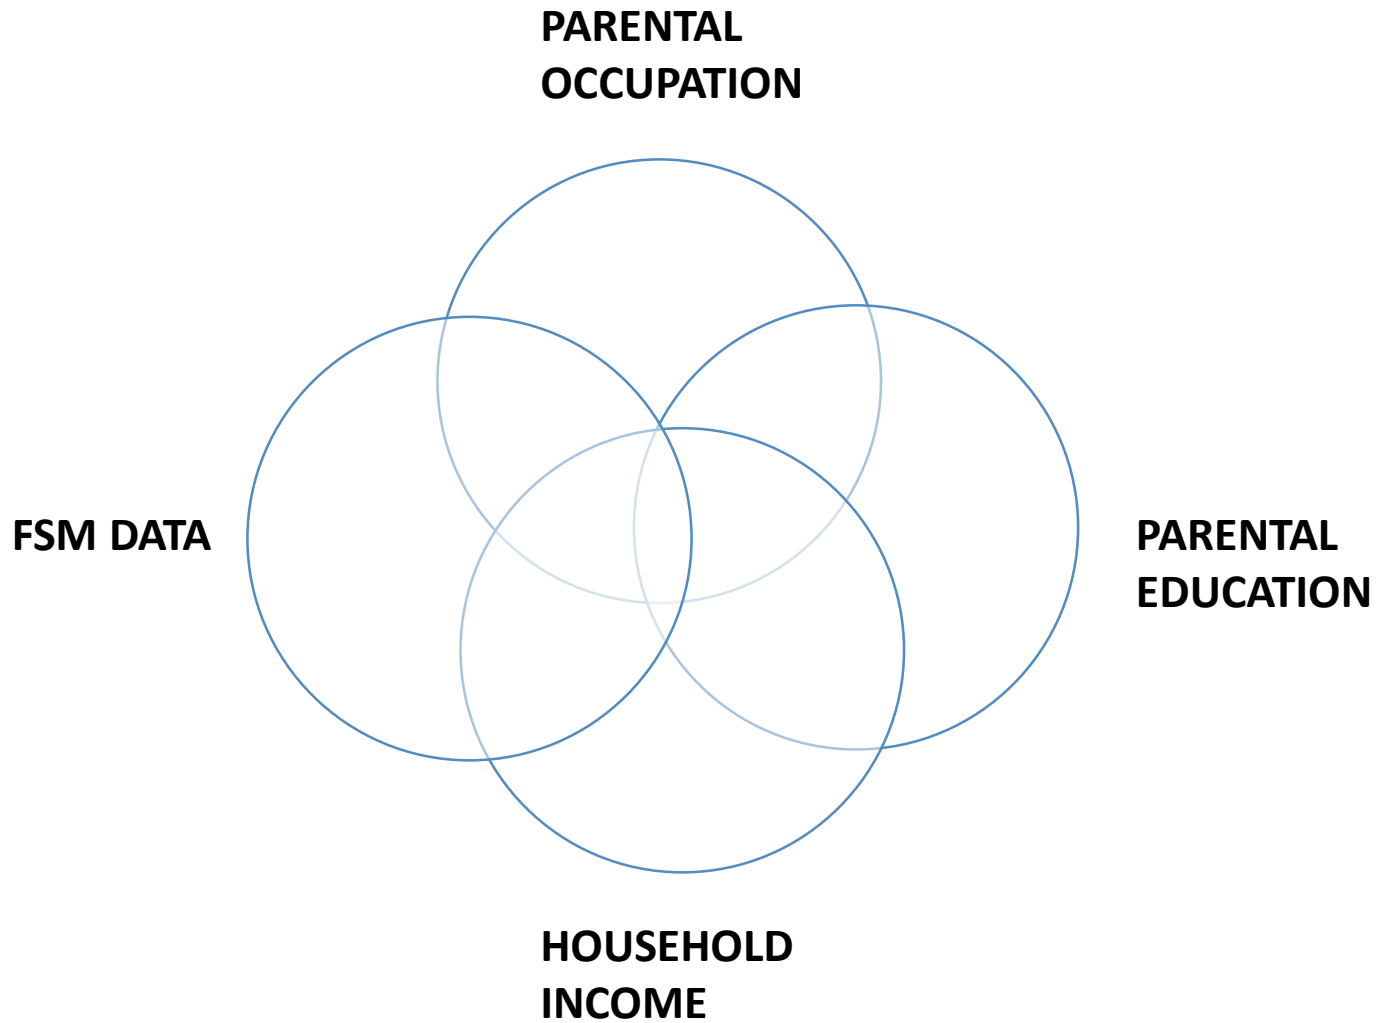 PARENTAL
OCCUPATION
FSM DATA
PARENTAL
EDUCATION
HOUSEHOLD
INCOME